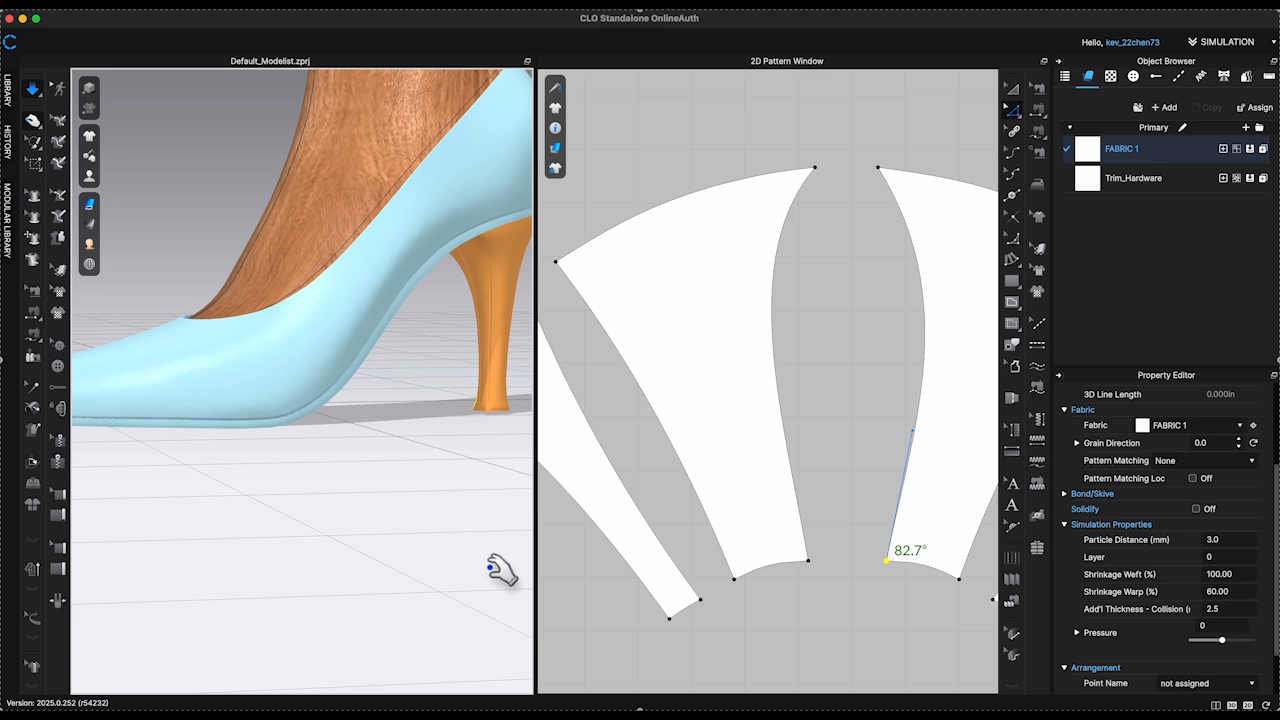 CLO Standalone OnlineAuth
Hello, kev_22chen73
SIMULATION
Default_Modelist.zprj
2D Pattern Window
Object Browser
LIBRARY
HISTORY
MODULAR LIBRARY
Add
Copy
Assign
Primary
FABRIC 1
Trim_Hardware
82.7°
Property Editor
3D Line Length 0.000in
Fabric
Fabric FABRIC 1
Grain Direction 0.0
Pattern Matching None
Pattern Matching Loc Off
Bond/Skive
Solidify Off
Simulation Properties
Particle Distance (mm) 3.0
Layer 0
Shrinkage Weft (%) 100.00
Shrinkage Warp (%) 60.00
Add'l Thickness - Collision (r 2.5
Pressure 0
Arrangement
Point Name not assigned
Version: 2025.0.252 (r54232)
3D
2D